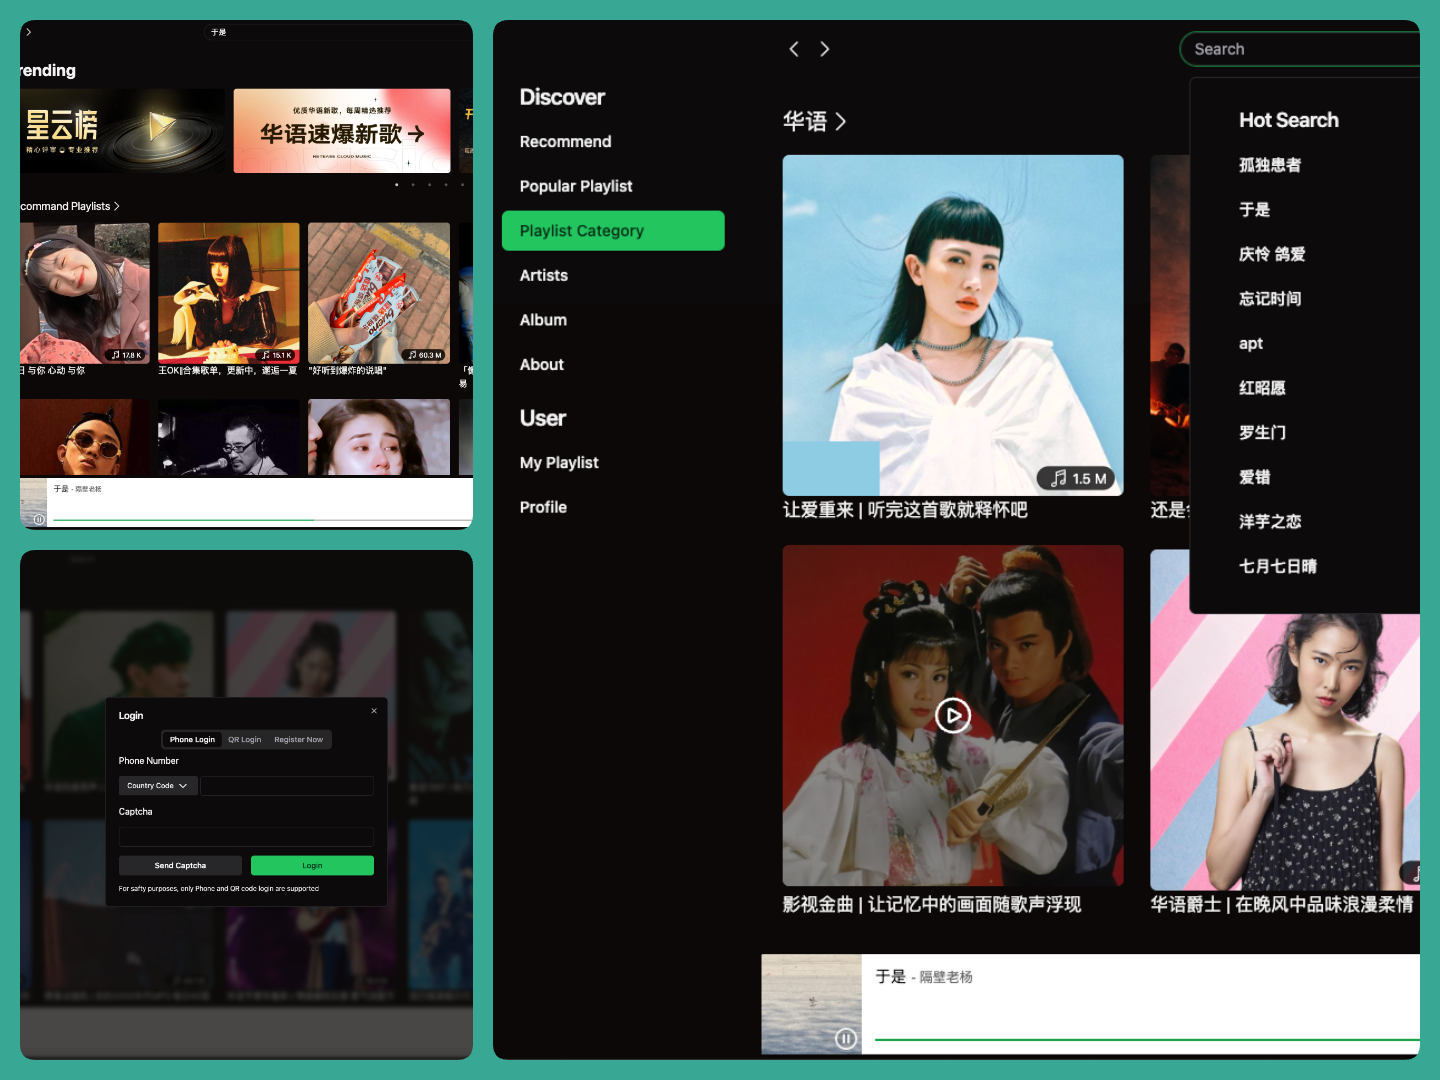 于是
rending
星云榜
精心评审 专业推荐
优质华语新歌，每周精选推荐
华语速爆新歌→
NETEASE CLOUD MUSIC
command Playlists
17.8 K
15.1 K
60.3 M
与你 心动 与你
王OK||合集歌单，更新中，邂逅一夏
"好听到爆炸的说唱"
易
于是 - 隔壁老杨
Login
Phone Login
QR Login
Register Now
Phone Number
Country Code
Captcha
Send Captcha
Login
For safty purposes, only Phone and QR code login are supported
Search
Discover
Recommend
Popular Playlist
Playlist Category
Artists
Album
About
User
My Playlist
Profile
华语
1.5 M
让爱重来 | 听完这首歌就释怀吧
还是
影视金曲 | 让记忆中的画面随歌声浮现
华语爵士 | 在晚风中品味浪漫柔情
Hot Search
孤独患者
于是
庆怜 鸽爱
忘记时间
apt
红昭愿
罗生门
爱错
洋芋之恋
七月七日晴
于是 - 隔壁老杨